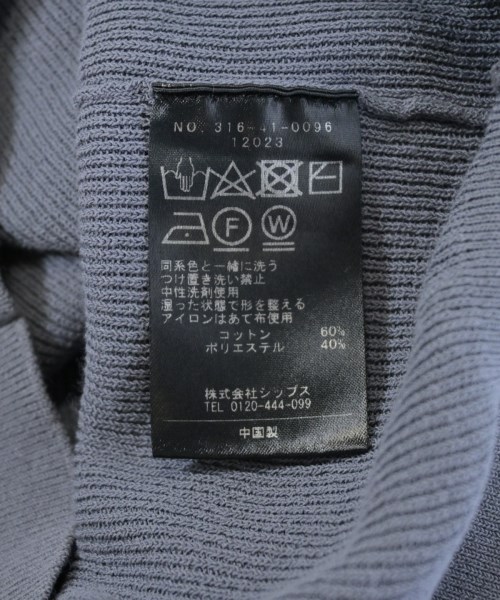 NO. 316-41-0096
12023
F W
同系色と一緒に洗う
つけ置き洗い禁止
中性洗剤使用
湿った状態で形を整える
アイロンはあて布使用
コットン 60%
ポリエステル 40%
株式会社シップス
TEL 0120-444-099
中国製